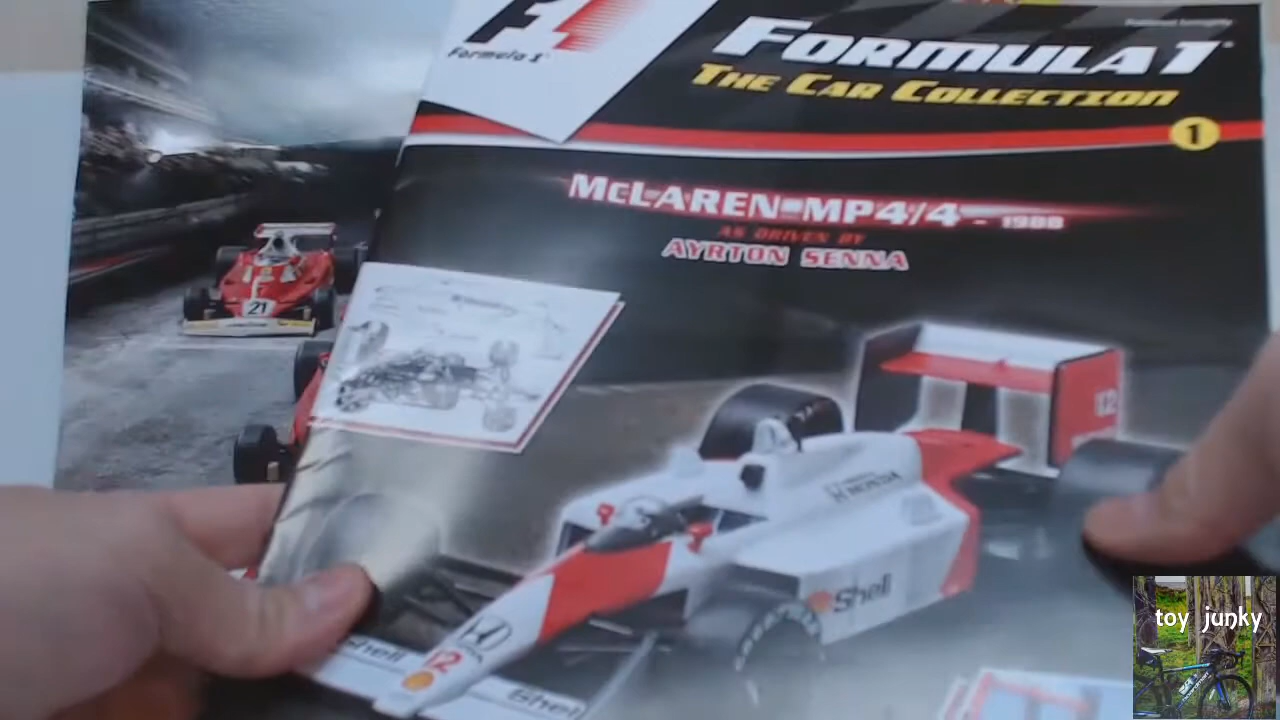 F1
Formula 1
FORMULA 1
THE CAR COLLECTION
1
McLAREN MP4/4 - 1988
AS DRIVEN BY
AYRTON SENNA
21
12
HONDA
Shell
12
Shell
Shell
toy junky